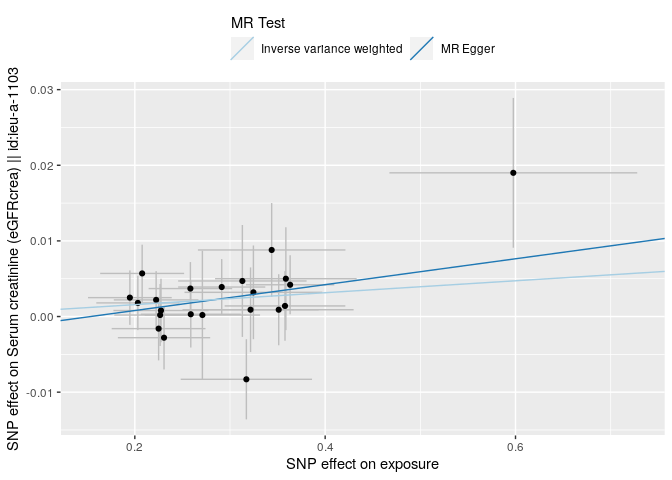 MR Test
Inverse variance weighted
MR Egger
SNP effect on Serum creatinine (eGFRcrea) || id:ieu-a-1103
0.03
0.02
0.01
0.00
-0.01
0.2
0.4
0.6
SNP effect on exposure